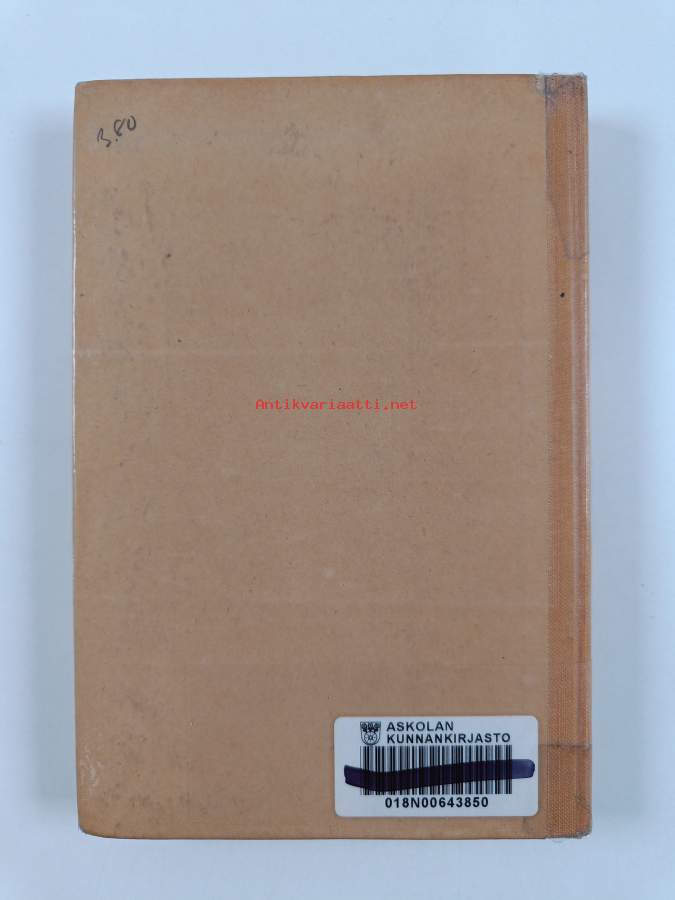 3.80
Antikvariaatti.net
ASKOLAN
KUNNANKIRJASTO
018N00643850